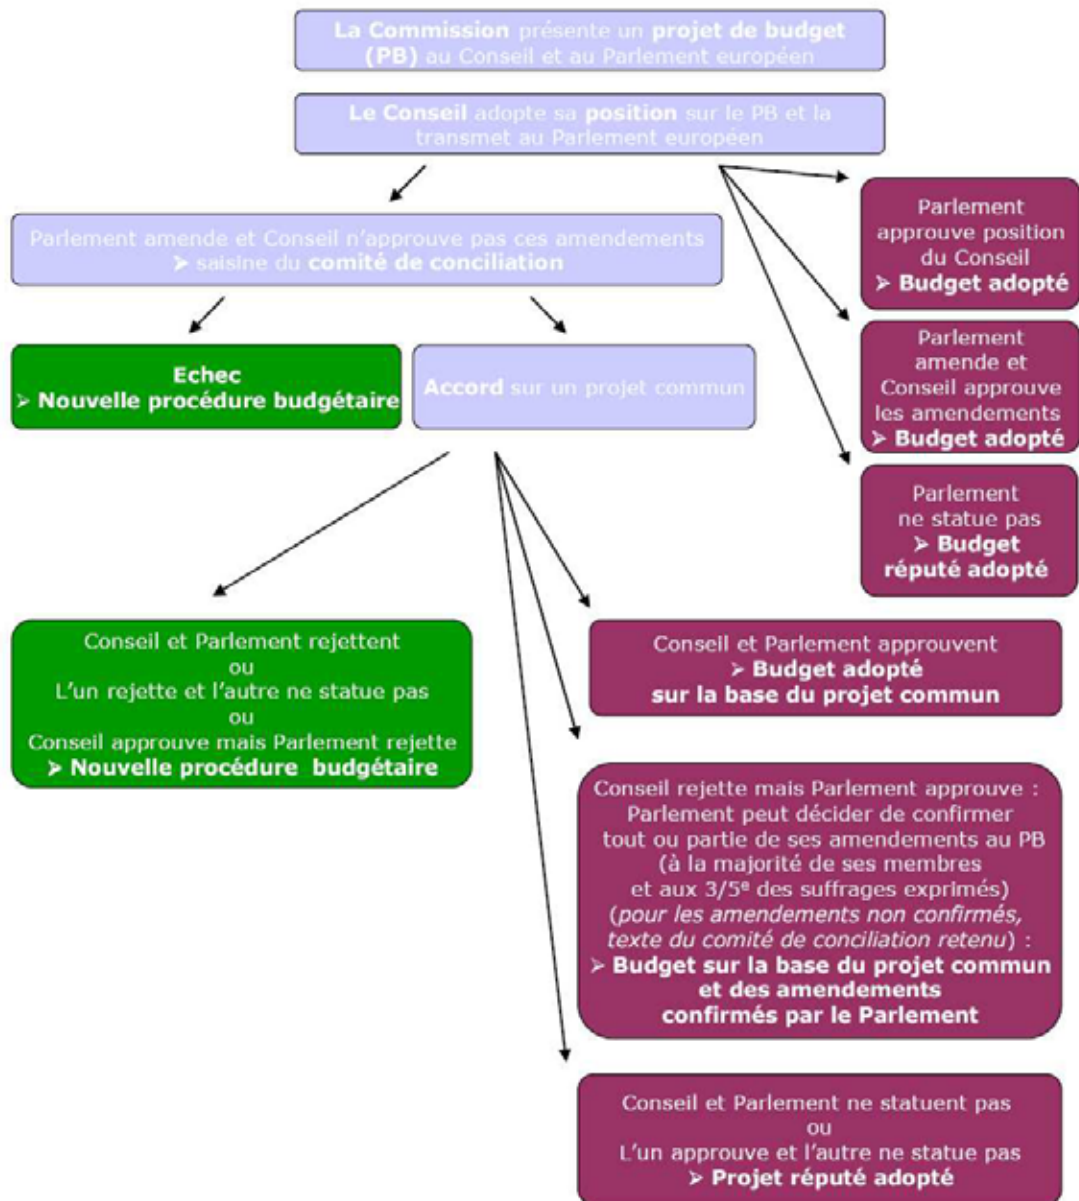 La Commission présente un projet de budget
(PB) au Conseil et au Parlement européen
Le Conseil adopte sa position sur le PB et la
transmet au Parlement européen
Parlement amende et Conseil n'approuve pas ces amendements
➢ saisine du comité de conciliation
Parlement
approuve position
du Conseil
➢ Budget adopté
Parlement
amende et
Conseil approuve
les amendements
➢ Budget adopté
Parlement
ne statue pas
➢ Budget
réputé adopté
Echec
➢ Nouvelle procédure budgétaire
Accord sur un projet commun
Conseil et Parlement rejettent
ou
L'un rejette et l'autre ne statue pas
ou
Conseil approuve mais Parlement rejette
➢ Nouvelle procédure budgétaire
Conseil et Parlement approuvent
➢ Budget adopté
sur la base du projet commun
Conseil rejette mais Parlement approuve :
Parlement peut décider de confirmer
tout ou partie de ses amendements au PB
(à la majorité de ses membres
et aux 3/5e des suffrages exprimés)
(pour les amendements non confirmés,
texte du comité de conciliation retenu) :
➢ Budget sur la base du projet commun
et des amendements
confirmés par le Parlement
Conseil et Parlement ne statuent pas
ou
L'un approuve et l'autre ne statue pas
➢ Projet réputé adopté